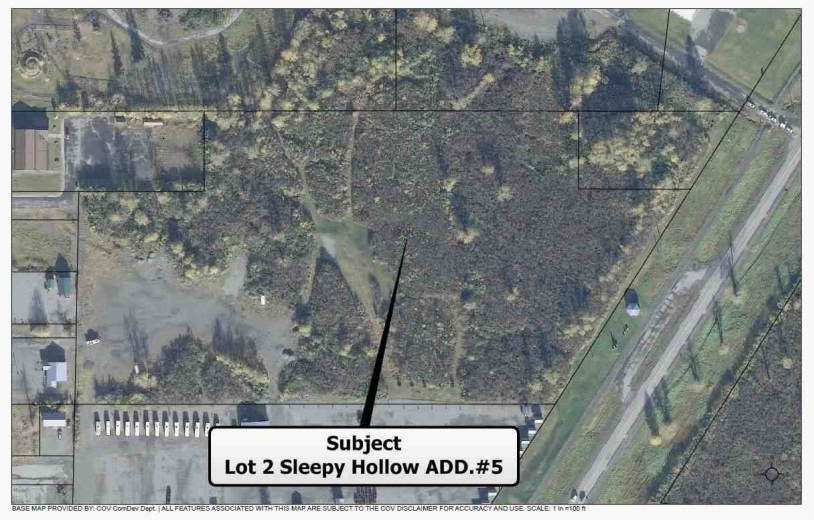 Subject
Lot 2 Sleepy Hollow ADD.#5
BASE MAP PROVIDED BY: COV ComDev Dept. | ALL FEATURES ASSOCIATED WITH THIS MAP ARE SUBJECT TO THE COV DISCLAIMER FOR ACCURACY AND USE. SCALE: 1 in =100 ft